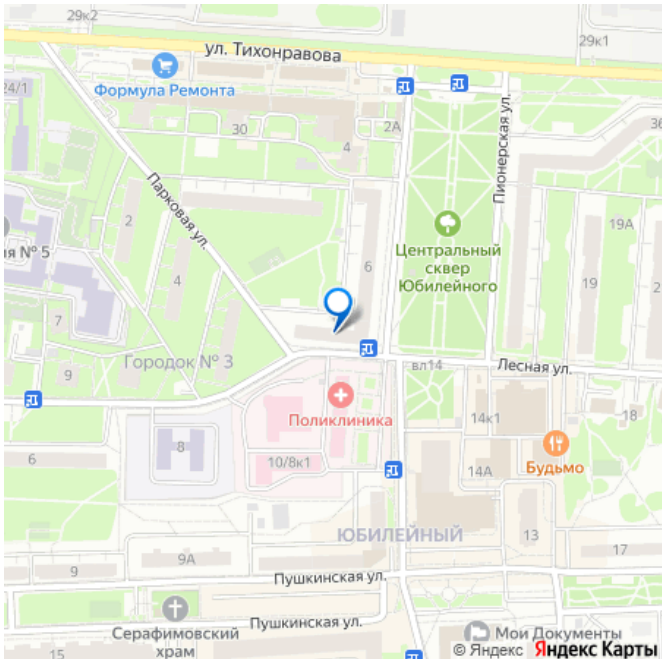 29к2
29к1
ул. Тихонравова
Формула Ремонта
24/1
30
2А
4
36
Пионерская ул.
Парковая ул.
2
я № 5
4
6
Центральный
сквер
Юбилейного
19А
19
2
7
Городок № 3
9
вл14
Лесная ул.
Поликлиника
14к1
18
8
6
10/8к1
14А
Будьмо
ЮБИЛЕЙНЫЙ
13
17
9А
9
Пушкинская ул.
Серафимовский
храм
Пушкинская ул.
Мои Документы
15
© Яндекс Яндекс Карты